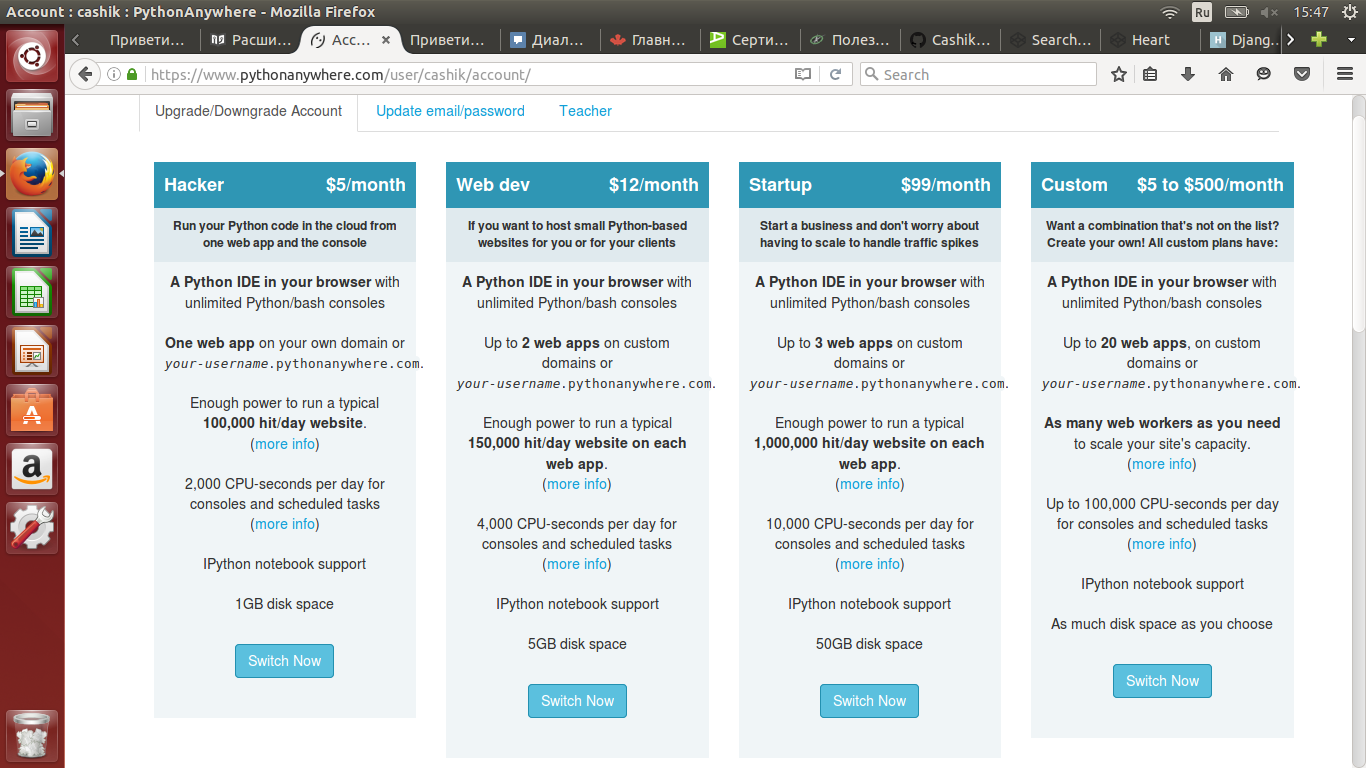 Account : cashik : PythonAnywhere - Mozilla Firefox
Ru
15:47
Привети...
Расши...
Acc...
Привети...
Диал...
Главн...
Серти...
Полез...
Cashik...
Search...
Heart
Djang...
https://www.pythonanywhere.com/user/cashik/account/
Search
Upgrade/Downgrade Account
Update email/password
Teacher
Hacker $5/month
Run your Python code in the cloud from
one web app and the console
A Python IDE in your browser with
unlimited Python/bash consoles
One web app on your own domain or
your-username.pythonanywhere.com.
Enough power to run a typical
100,000 hit/day website.
(more info)
2,000 CPU-seconds per day for
consoles and scheduled tasks
(more info)
IPython notebook support
1GB disk space
Switch Now
Web dev $12/month
If you want to host small Python-based
websites for you or for your clients
A Python IDE in your browser with
unlimited Python/bash consoles
Up to 2 web apps on custom
domains or
your-username.pythonanywhere.com.
Enough power to run a typical
150,000 hit/day website on each
web app.
(more info)
4,000 CPU-seconds per day for
consoles and scheduled tasks
(more info)
IPython notebook support
5GB disk space
Switch Now
Startup $99/month
Start a business and don't worry about
having to scale to handle traffic spikes
A Python IDE in your browser with
unlimited Python/bash consoles
Up to 3 web apps on custom
domains or
your-username.pythonanywhere.com.
Enough power to run a typical
1,000,000 hit/day website on each
web app.
(more info)
10,000 CPU-seconds per day for
consoles and scheduled tasks
(more info)
IPython notebook support
50GB disk space
Switch Now
Custom $5 to $500/month
Want a combination that's not on the list?
Create your own! All custom plans have:
A Python IDE in your browser with
unlimited Python/bash consoles
Up to 20 web apps, on custom
domains or
your-username.pythonanywhere.com.
As many web workers as you need
to scale your site's capacity.
(more info)
Up to 100,000 CPU-seconds per day
for consoles and scheduled tasks
(more info)
IPython notebook support
As much disk space as you choose
Switch Now